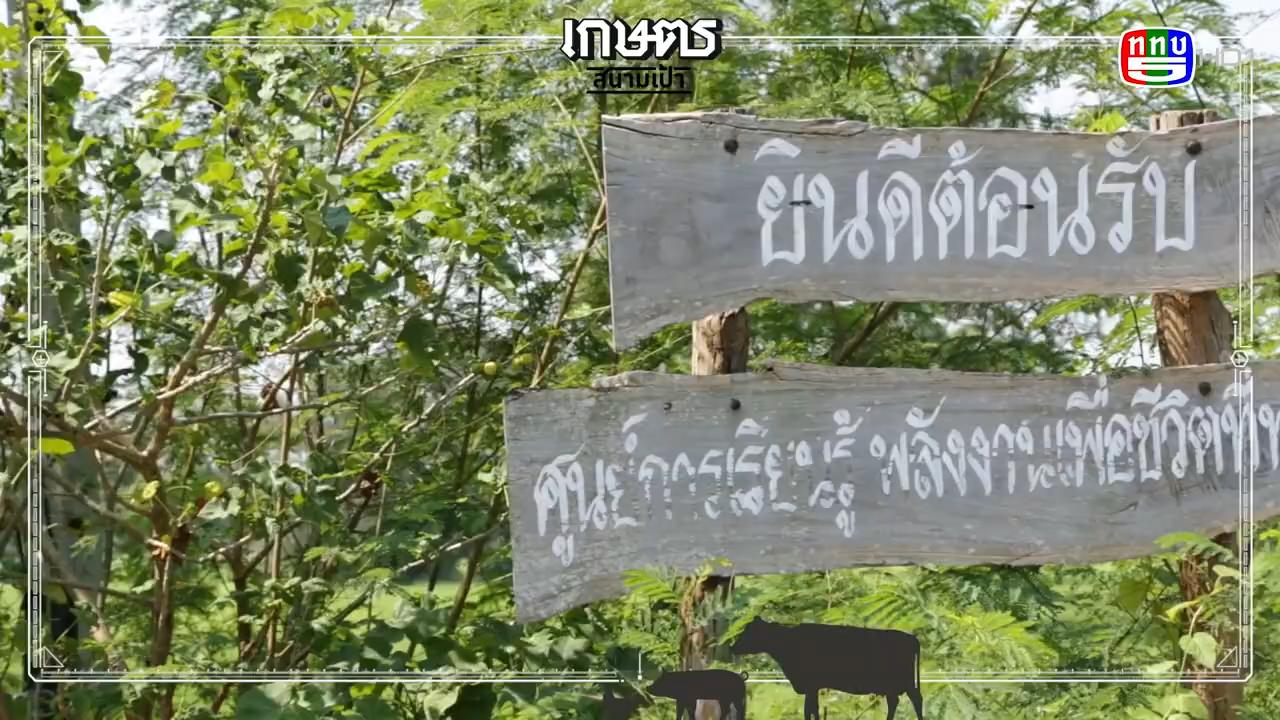 เกษตร
สนามเป้า
ททบ
5
ยินดีต้อนรับ
ศูนย์การเรียนรู้ พลังงานเพื่อชีวิต